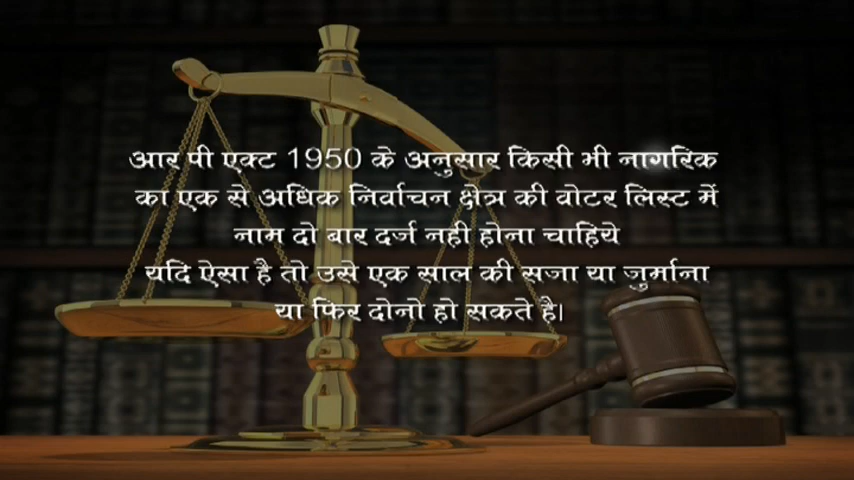 आर पी एक्ट 1950 के अनुसार किसी भी नागरिक
का एक से अधिक निर्वाचन क्षेत्र की वोटर लिस्ट में
नाम दो बार दर्ज नही होना चाहिये
यदि ऐसा है तो उसे एक साल की सजा या जुर्माना
या फिर दोनो हो सकते है।